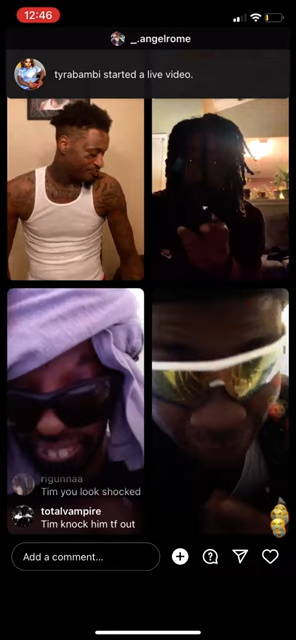 12:46
_.angelrome
tyrabambi started a live video.
rigunnaa
Tim you look shocked
totalvampire
Tim knock him tf out
Add a comment...